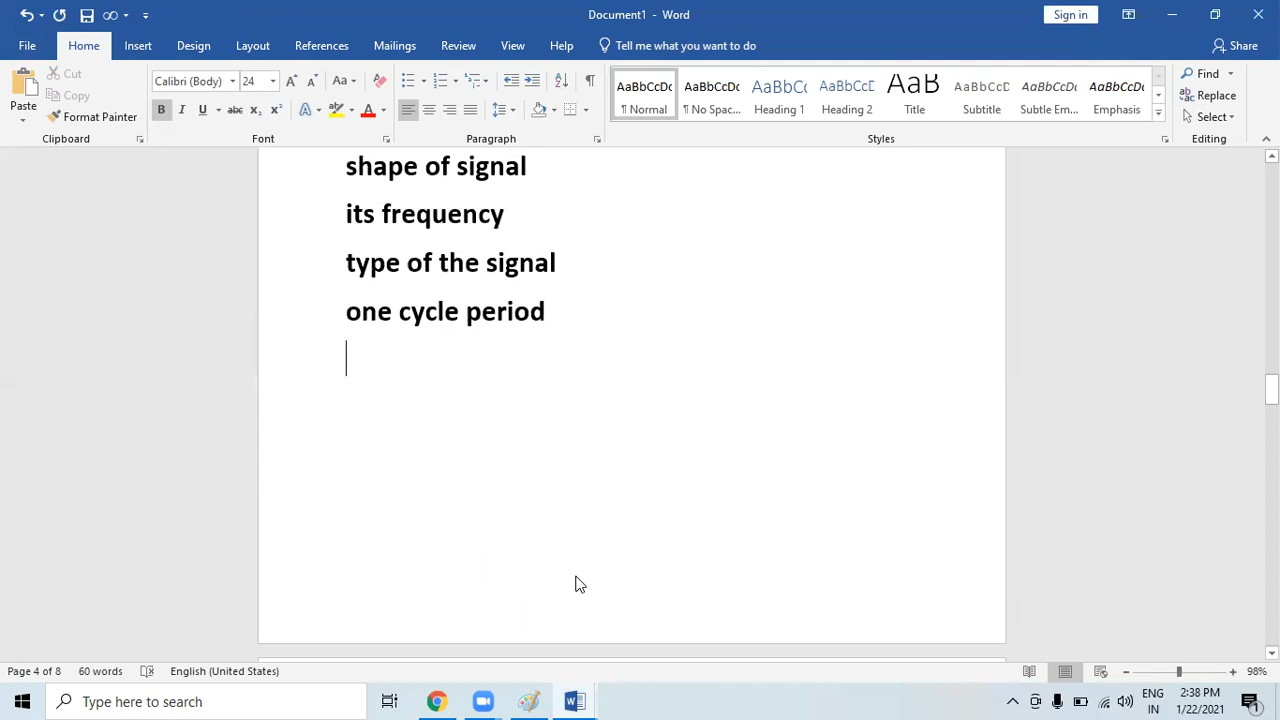 Document1 - Word
Sign in
File Home Insert Design Layout References Mailings Review View Help Tell me what you want to do Share
Paste Cut Copy Format Painter
Calibri (Body) 24
AaBbCcDc AaBbCcDc AaBbCc AaBbCcD AaB AaBbCcD AaBbCcDc AaBbCcDc
¶ Normal ¶ No Spac... Heading 1 Heading 2 Title Subtitle Subtle Em... Emphasis
Find Replace Select
Clipboard Font Paragraph Styles Editing
shape of signal
its frequency
type of the signal
one cycle period
Page 4 of 8 60 words English (United States) 98%
Type here to search
ENG IN
2:38 PM
1/22/2021